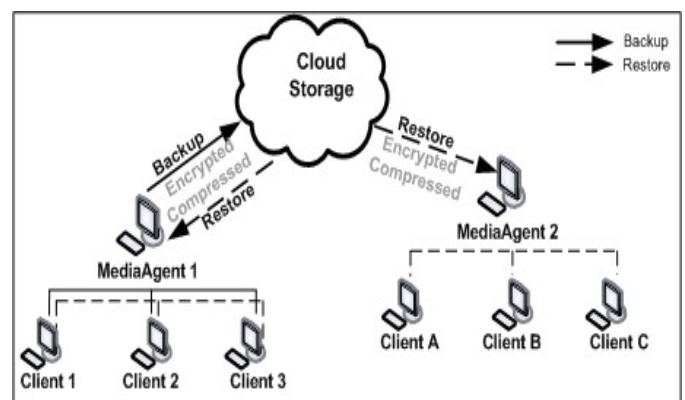 Cloud
Storage
Backup
Restore
Backup
Encrypted
Compressed
Restore
Restore
Encrypted
Compressed
MediaAgent 1
MediaAgent 2
Client 1
Client 2
Client 3
Client A
Client B
Client C